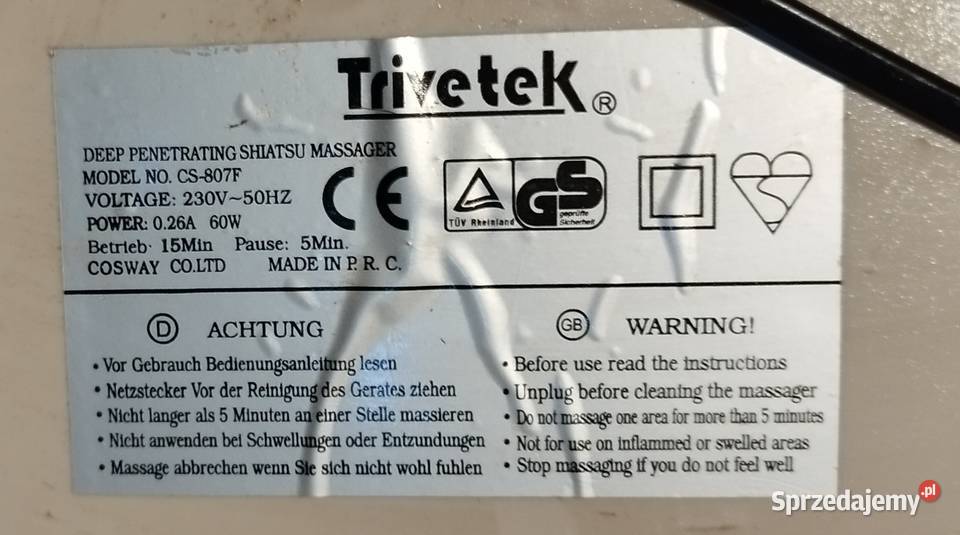 Trivetek®
DEEP PENETRATING SHIATSU MASSAGER
MODEL NO. CS-807F
VOLTAGE: 230V~50HZ
POWER: 0.26A 60W
Betrieb: 15Min Pause: 5Min.
COSWAY CO.LTD MADE IN P. R. C.
CE
TÜV Rheinland
GS
geprüfte
Sicherheit
D ACHTUNG
• Vor Gebrauch Bedienungsanleitung lesen
• Netzstecker Vor der Reinigung des Gerates ziehen
• Nicht langer als 5 Minuten an einer Stelle massieren
• Nicht anwenden bei Schwellungen oder Entzundungen
• Massage abbrechen wenn Sie sich nicht wohl fuhlen
GB WARNING!
• Before use read the instructions
• Unplug before cleaning the massager
• Do not massage one area for more than 5 minutes
• Not for use on inflammed or swelled areas
• Stop massaging if you do not feel well
Sprzedajemy.pl